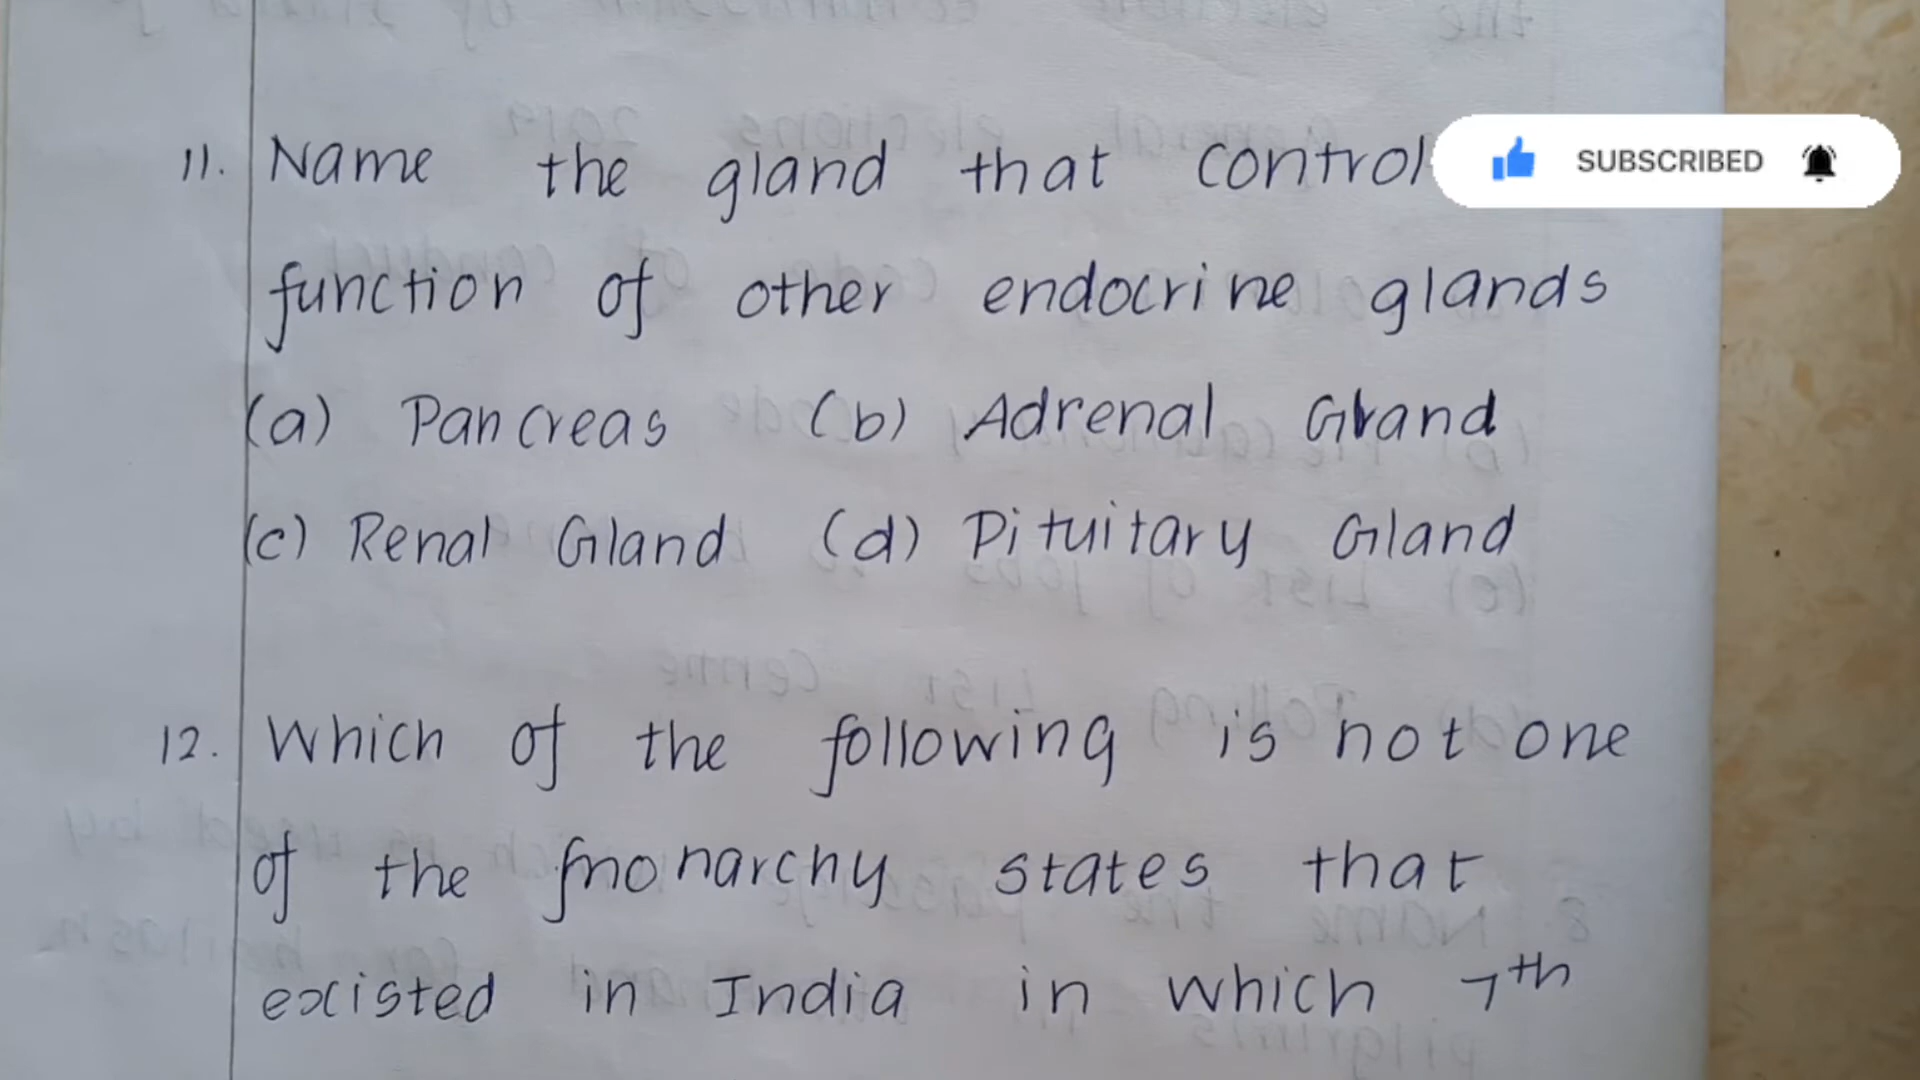 11. Name the gland that control
SUBSCRIBED
function of other endocrine glands
(a) Pancreas (b) Adrenal Gland
(c) Renal Gland (d) Pituitary Gland
12. Which of the following is not one
of the monarchy states that
existed in India in which 7th